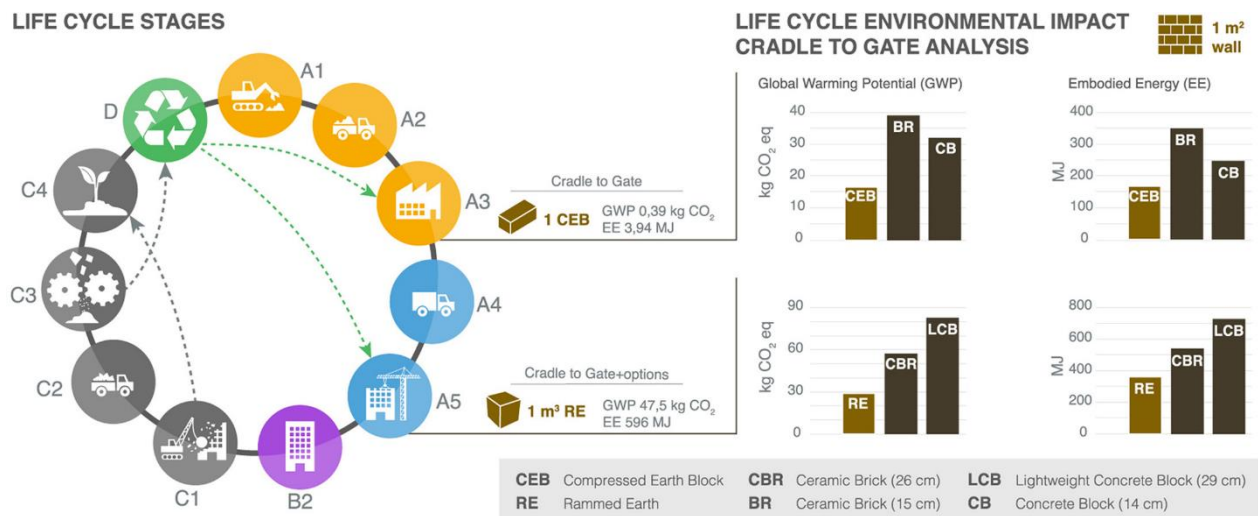 LIFE CYCLE STAGES
D
A1
A2
A3
A4
A5
B2
C1
C2
C3
C4
Cradle to Gate
1 CEB
GWP 0,39 kg CO2
EE 3,94 MJ
Cradle to Gate+options
1 m³ RE
GWP 47,5 kg CO2
EE 596 MJ
LIFE CYCLE ENVIRONMENTAL IMPACT
CRADLE TO GATE ANALYSIS
1 m²
wall
Global Warming Potential (GWP)
kg CO2 eq
40
30
20
10
0
CEB
BR
CB
Embodied Energy (EE)
MJ
400
300
200
100
0
CEB
BR
CB
kg CO2 eq
90
60
30
0
RE
CBR
LCB
MJ
800
600
400
200
0
RE
CBR
LCB
CEB Compressed Earth Block CBR Ceramic Brick (26 cm) LCB Lightweight Concrete Block (29 cm)
RE Rammed Earth BR Ceramic Brick (15 cm) CB Concrete Block (14 cm)